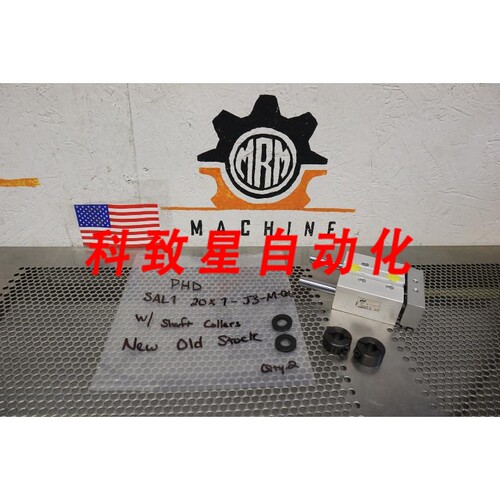 MRM
MACHINE
科致星自动化
PHD
SAL1 20x1-J3-M-Q
W/ Shaft Collars
New Old Stock
Qty:2